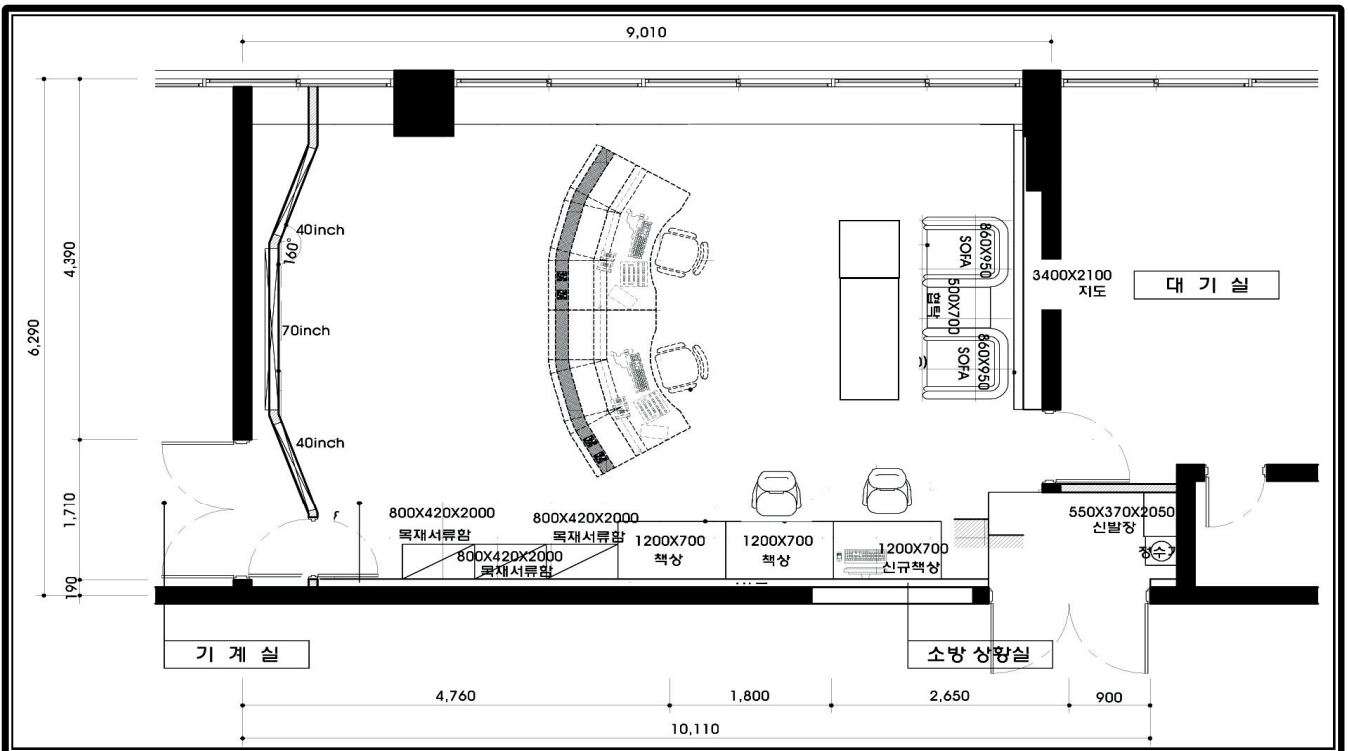 9,010
6,290
4,390
1,710
190
40inch
160°
70inch
40inch
860X950
SOFA
500X700
협탁
860X950
SOFA
3400X2100
지도
대 기 실
800X420X2000
목재서류함
800X420X2000
목재서류함
800X420X2000
목재서류함
1200X700
책상
1200X700
책상
1200X700
신규책상
550X370X2050
신발장
기 계 실
소방 상황실
4,760
1,800
2,650
900
10,110